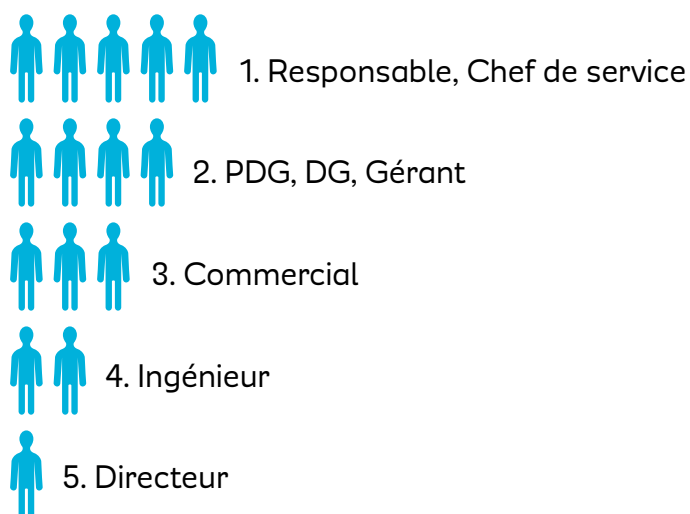 1. Responsable, Chef de service
2. PDG, DG, Gérant
3. Commercial
4. Ingénieur
5. Directeur